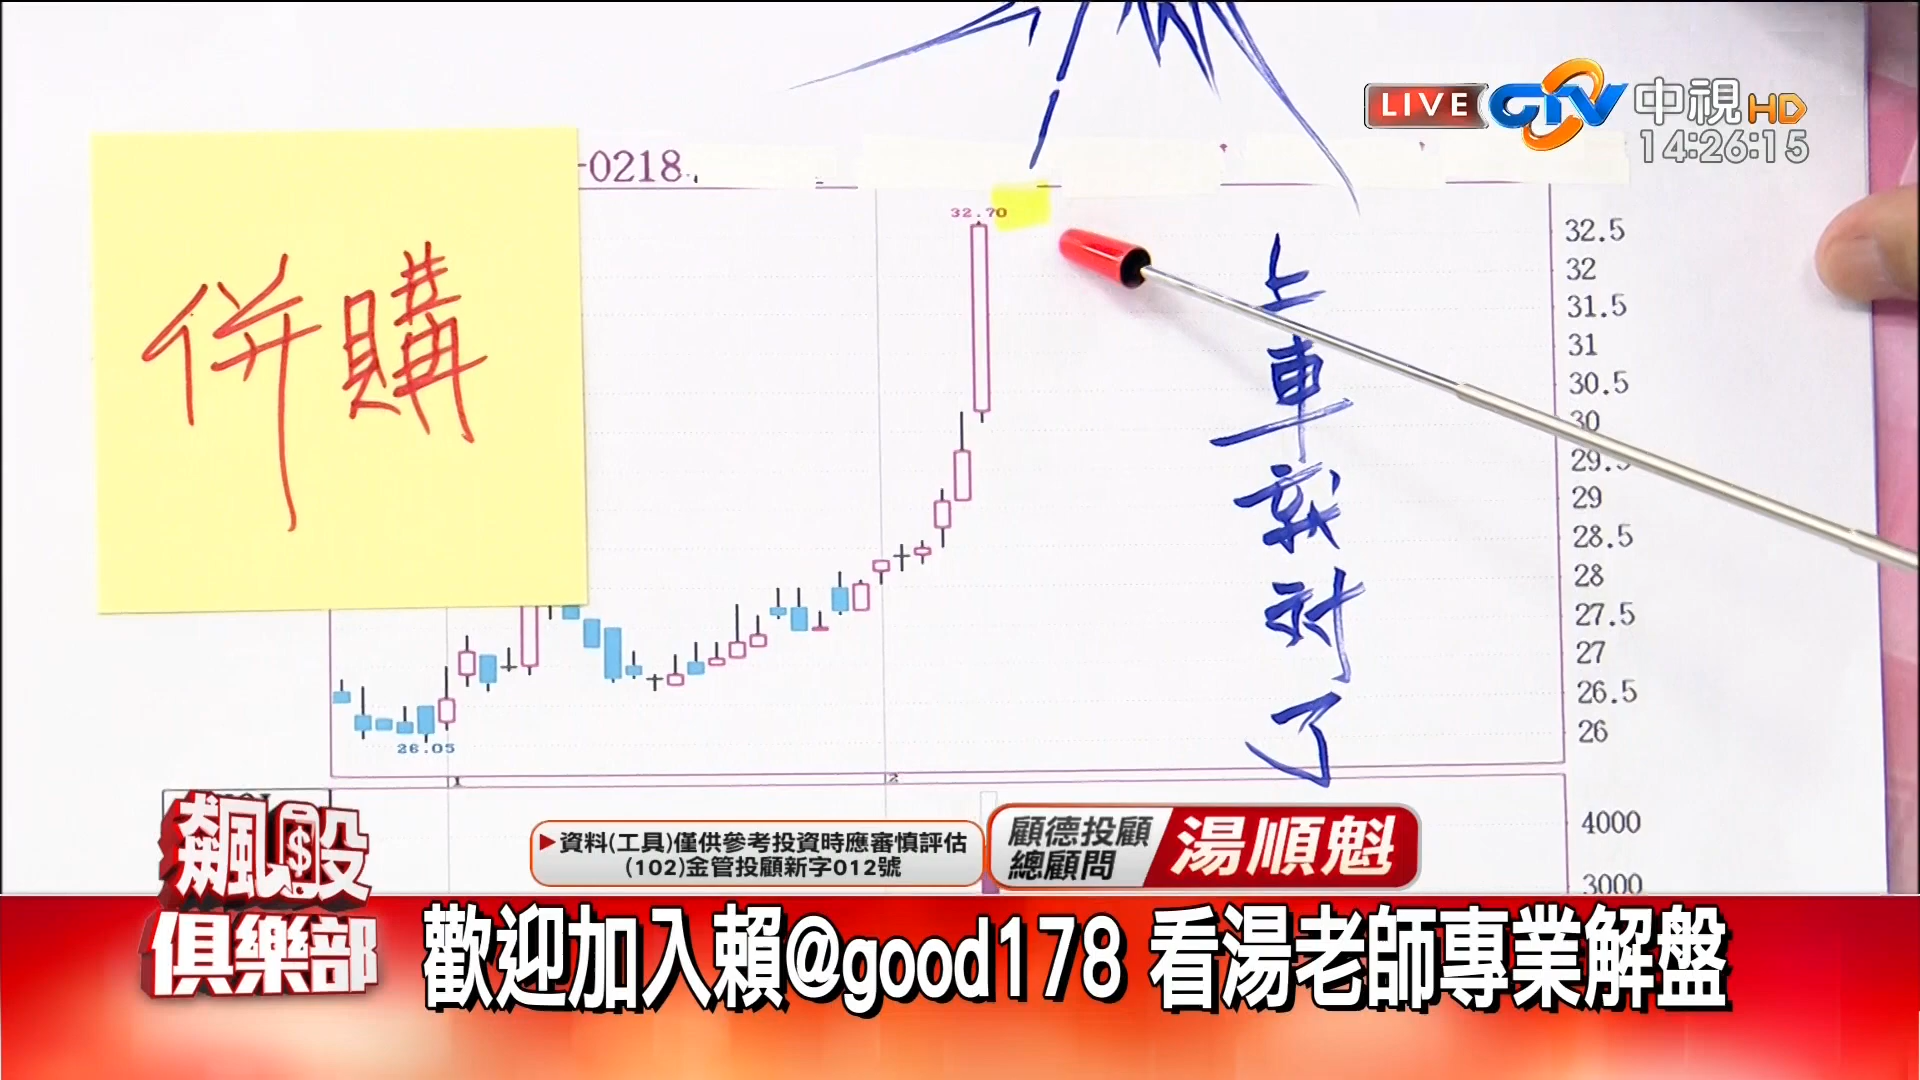 LIVE CTV 中視HD
14:26:15
-0218
併購
32.70
上車就對了
32.5
32
31.5
31
30.5
30
29.5
29
28.5
28
27.5
27
26.5
26
26.05
1
2
4000
3000
飆股
俱樂部
資料(工具)僅供參考投資時應審慎評估
(102)金管投顧新字012號
顧德投顧
總顧問
湯順魁
歡迎加入賴@good178 看湯老師專業解盤